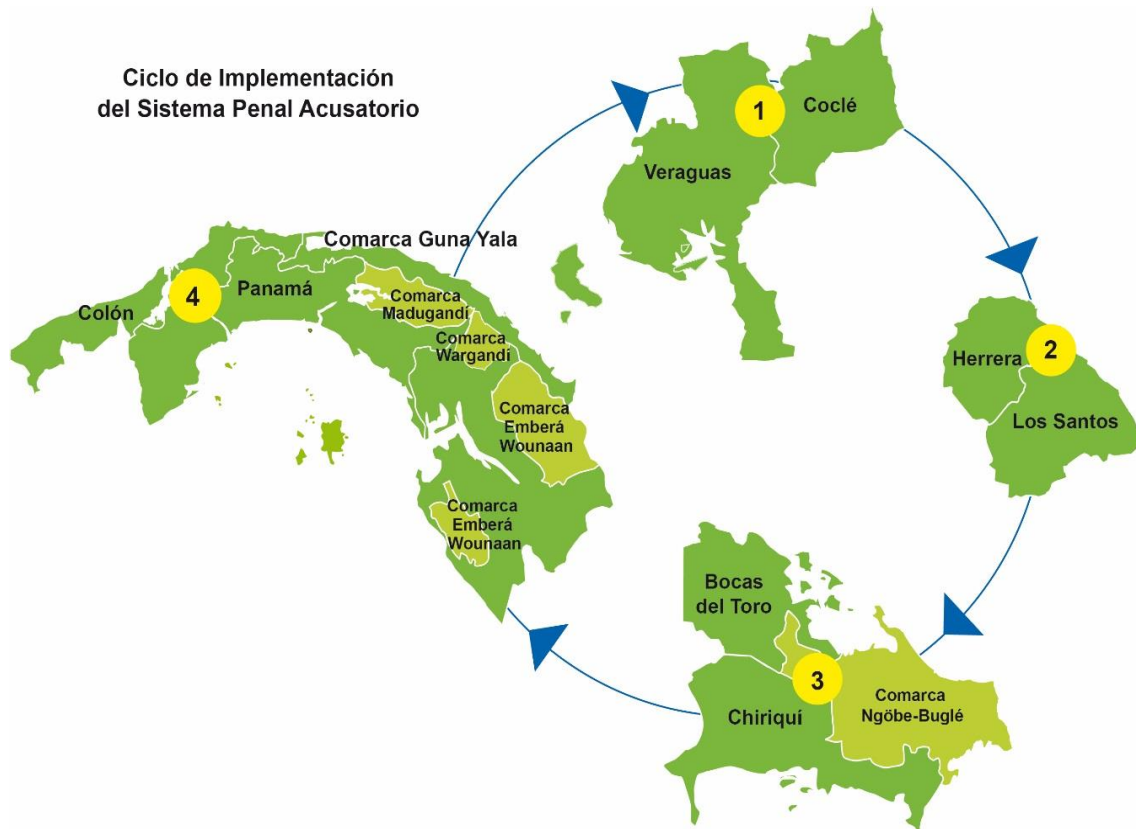 Ciclo de Implementación
del Sistema Penal Acusatorio
1
Coclé
Veraguas
Herrera
2
Los Santos
Bocas
del Toro
3
Chiriquí
Comarca
Ngöbe-Buglé
Comarca Guna Yala
4
Panamá
Colón
Comarca
Madugandí
Comarca
Wargandí
Comarca
Emberá
Wounaan
Comarca
Emberá
Wounaan